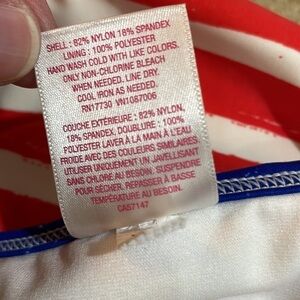 SHELL: 82% NYLON 18% SPANDEX
LINING: 100% POLYESTER
HAND WASH COLD WITH LIKE COLORS.
ONLY NON-CHLORINE BLEACH
WHEN NEEDED. LINE DRY.
COOL IRON AS NEEDED.
RN17730 VN1087006
COUCHE EXTÉRIEURE: 82% NYLON,
18% SPANDEX, DOUBLURE: 100%
POLYESTER LAVER À LA MAIN À L'EAU
FROIDE AVEC DES COULEURS SIMILAIRES
UTILISER UNIQUEMENT UN JAVELLISANT
SANS CHLORE AU BESOIN. SUSPENDRE
POUR SÉCHER. REPASSER À BASSE
TEMPÉRATURE AU BESOIN.
CA57147